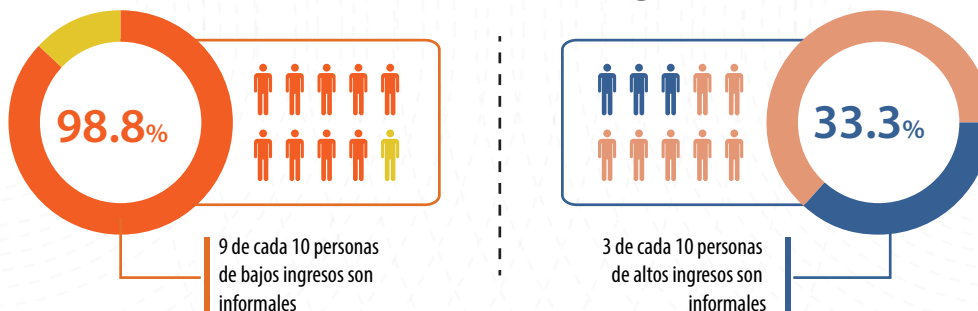 98.8%
9 de cada 10 personas
de bajos ingresos son
informales
33.3%
3 de cada 10 personas
de altos ingresos son
informales